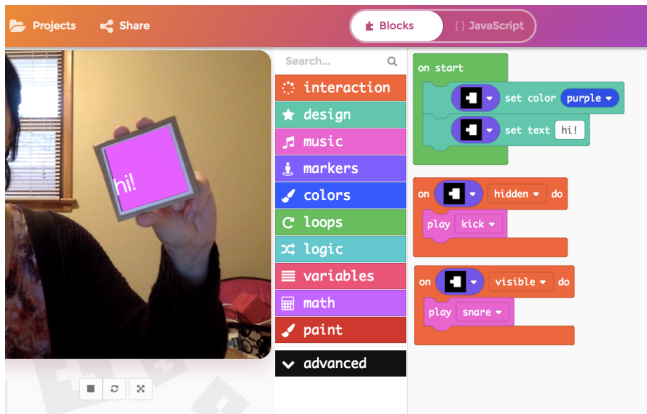 Projects
Share
Blocks
{} JavaScript
hi!
Search...
interaction
design
music
markers
colors
loops
logic
variables
math
paint
advanced
on start
set color purple
set text hi!
on hidden do
play kick
on visible do
play snare